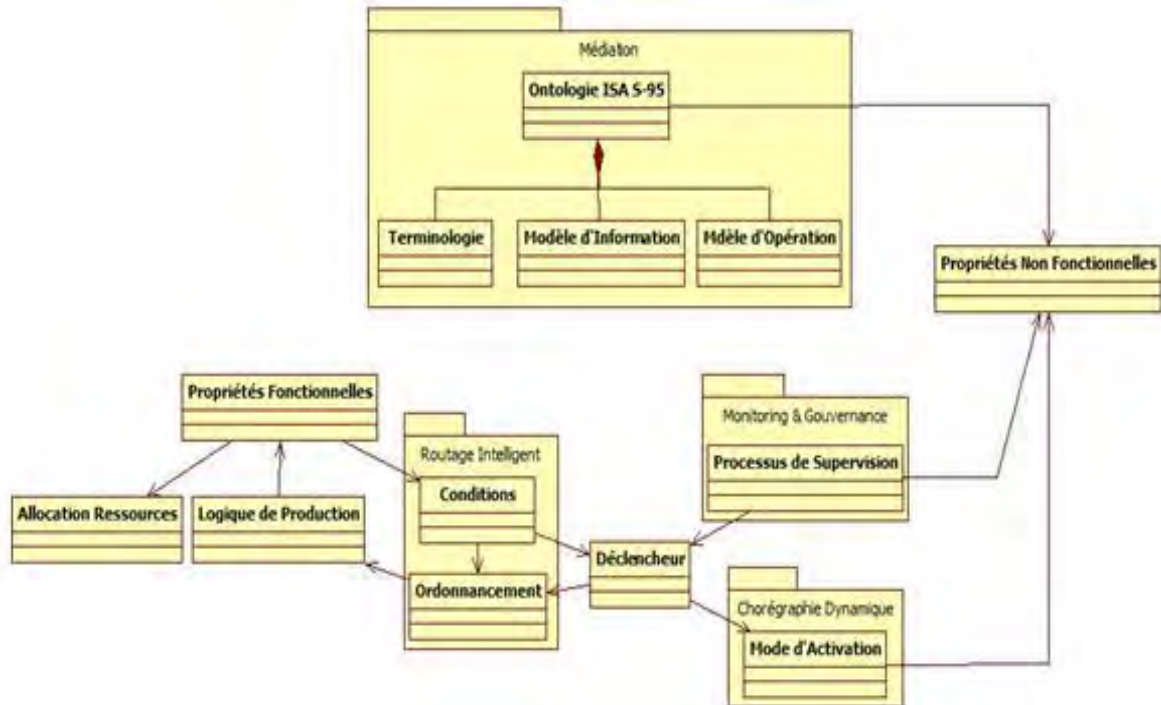 Médiation
Ontologie ISA S-95
Terminologie
Modèle d'Information
Mdèle d'Opération
Propriétés Non Fonctionnelles
Propriétés Fonctionnelles
Monitoring & Gouvernance
Processus de Supervision
Routage Intelligent
Conditions
Allocation Ressources
Logique de Production
Déclencheur
Ordonnancement
Chorégraphie Dynamique
Mode d'Activation